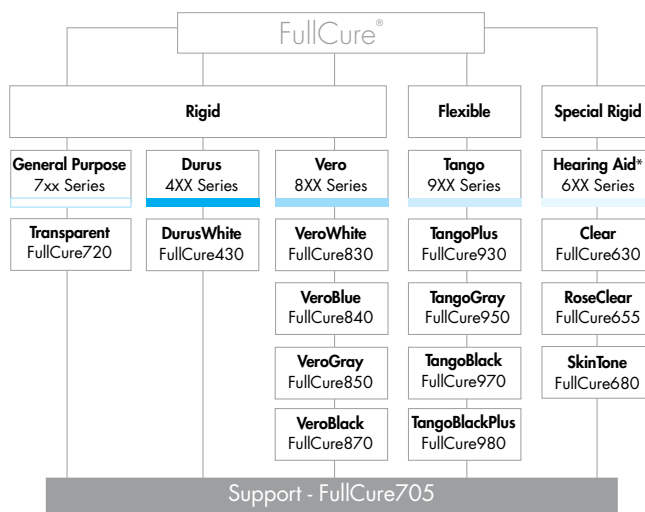 FullCure®
Rigid
Flexible
Special Rigid
General Purpose
7xx Series
Durus
4XX Series
Vero
8XX Series
Tango
9XX Series
Hearing Aid*
6XX Series
Transparent
FullCure720
DurusWhite
FullCure430
VeroWhite
FullCure830
TangoPlus
FullCure930
Clear
FullCure630
VeroBlue
FullCure840
TangoGray
FullCure950
RoseClear
FullCure655
VeroGray
FullCure850
TangoBlack
FullCure970
SkinTone
FullCure680
VeroBlack
FullCure870
TangoBlackPlus
FullCure980
Support - FullCure705